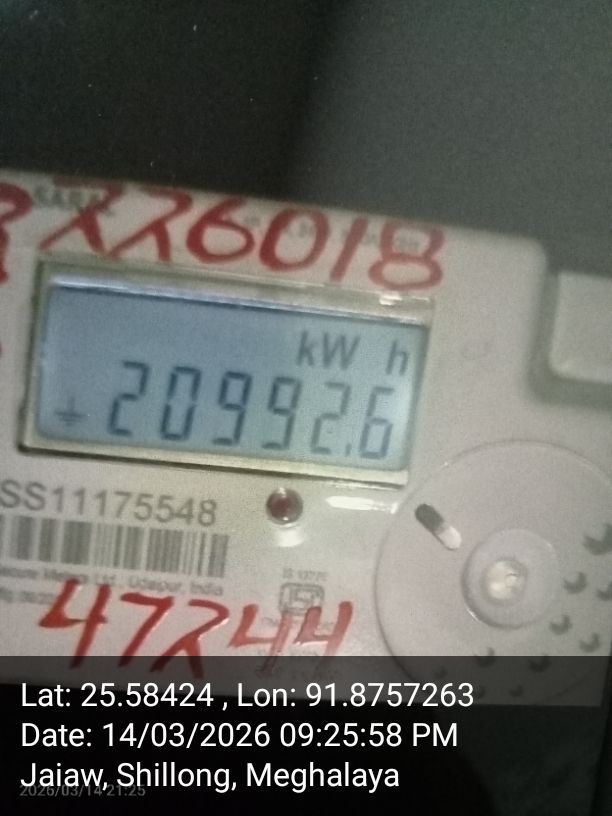 226018
kW h
20992.6
SS11175548
47244
Lat: 25.58424 , Lon: 91.8757263
Date: 14/03/2026 09:25:58 PM
Jaiaw, Shillong, Meghalaya
2026/03/14 21:25